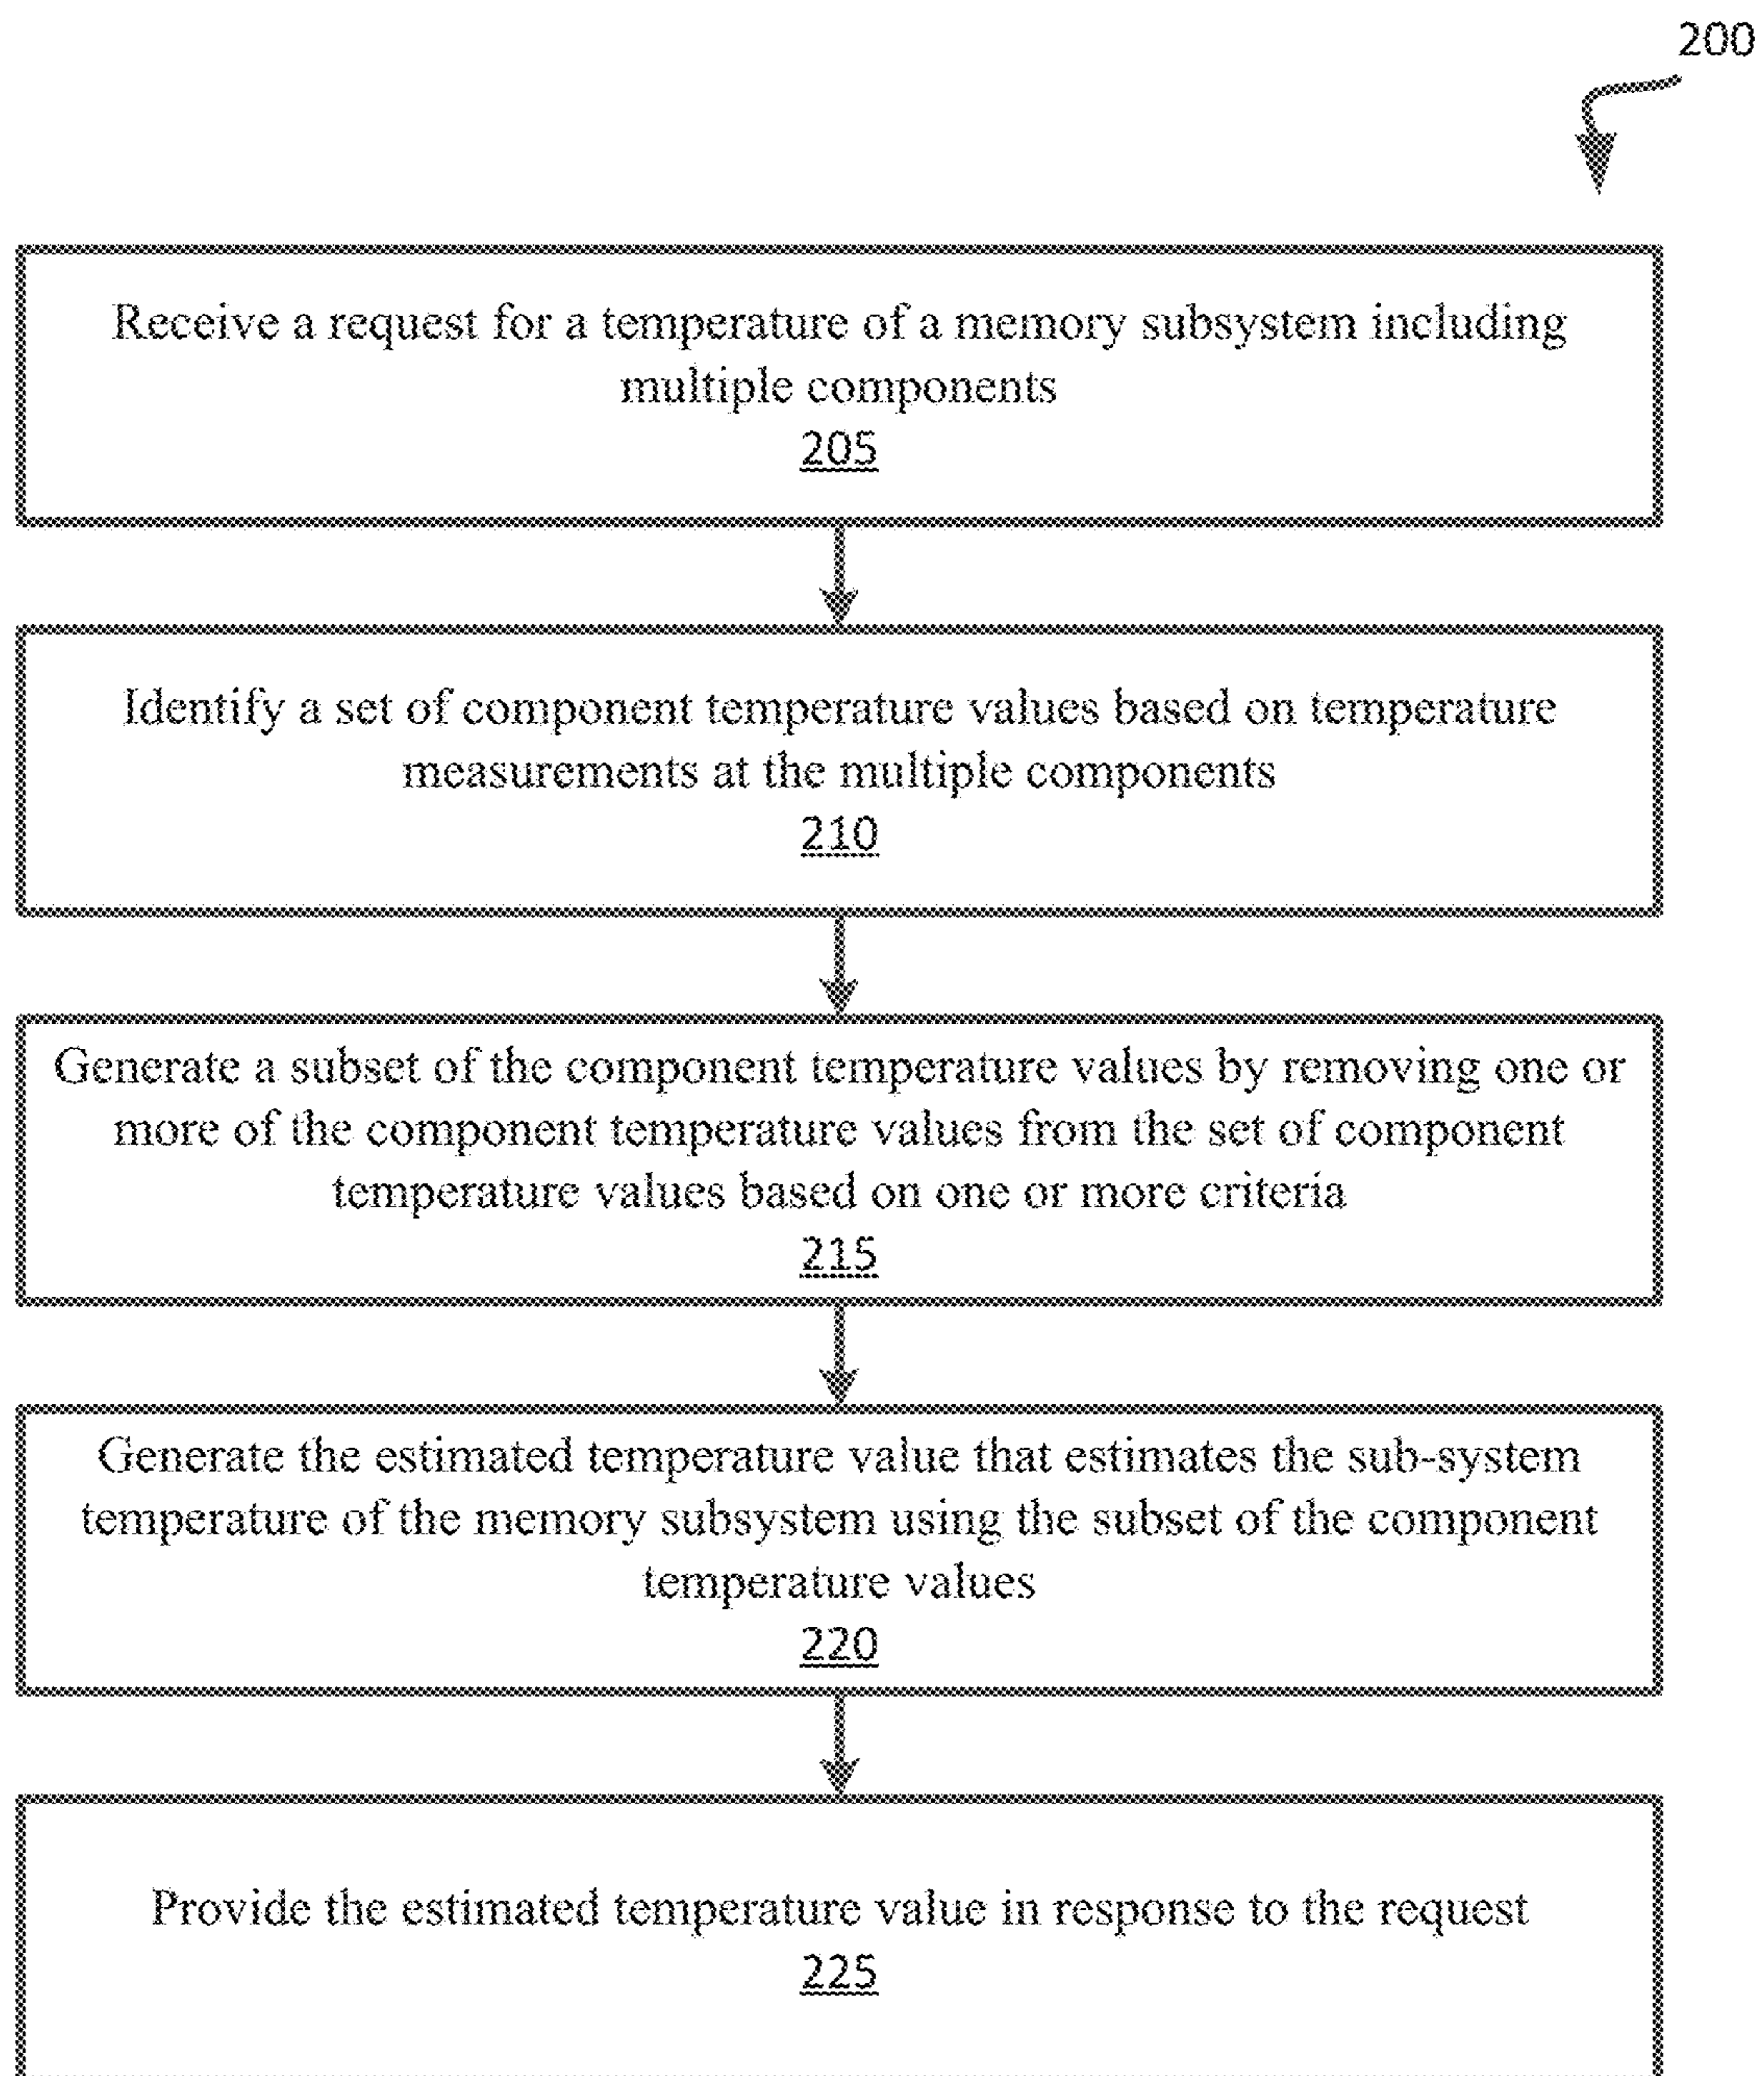 200
Receive a request for a temperature of a memory subsystem including
multiple components
205
Identify a set of component temperature values based on temperature
measurements at the multiple components
210
Generate a subset of the component temperature values by removing one or
more of the component temperature values from the set of component
temperature values based on one or more criteria
215
Generate the estimated temperature value that estimates the sub-system
temperature of the memory subsystem using the subset of the component
temperature values
220
Provide the estimated temperature value in response to the request
225